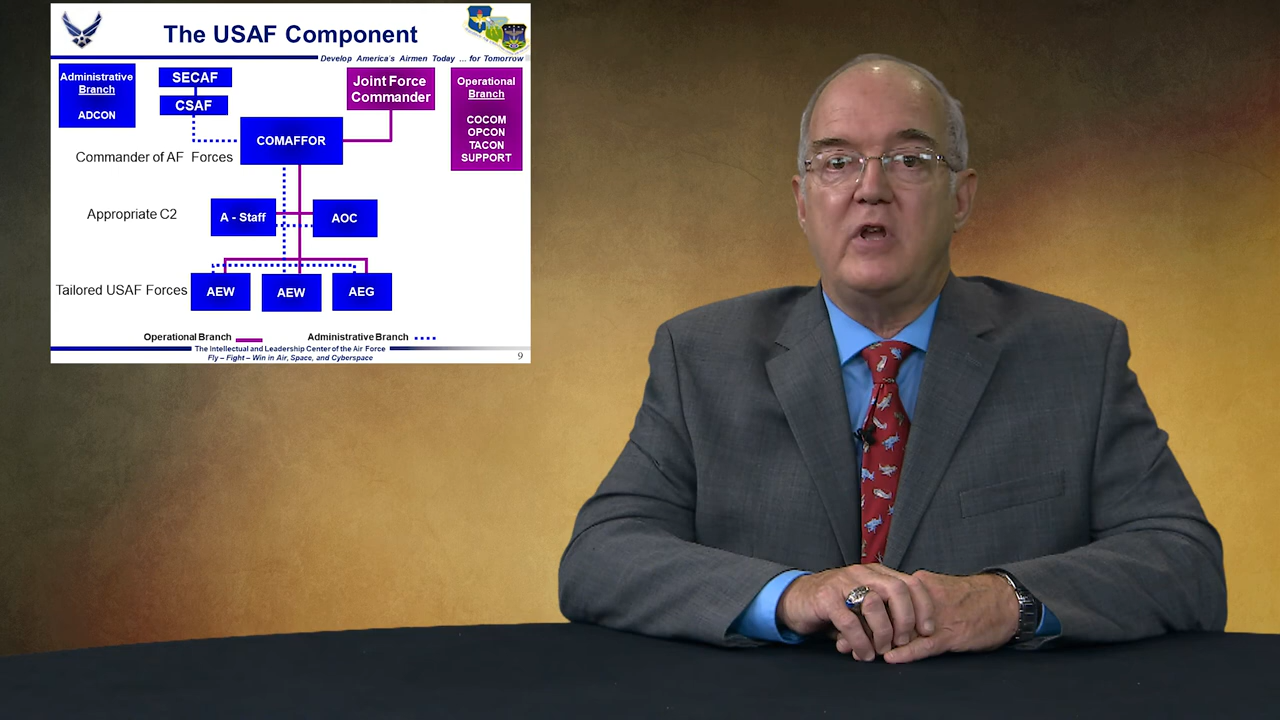 The USAF Component
Develop America's Airmen Today ... for Tomorrow
Administrative
Branch
ADCON
SECAF
CSAF
Joint Force
Commander
Operational
Branch
COCOM
OPCON
TACON
SUPPORT
COMAFFOR
Commander of AF Forces
Appropriate C2
A - Staff
AOC
Tailored USAF Forces
AEW
AEW
AEG
Operational Branch
Administrative Branch
The Intellectual and Leadership Center of the Air Force
Fly – Fight – Win in Air, Space, and Cyberspace
9